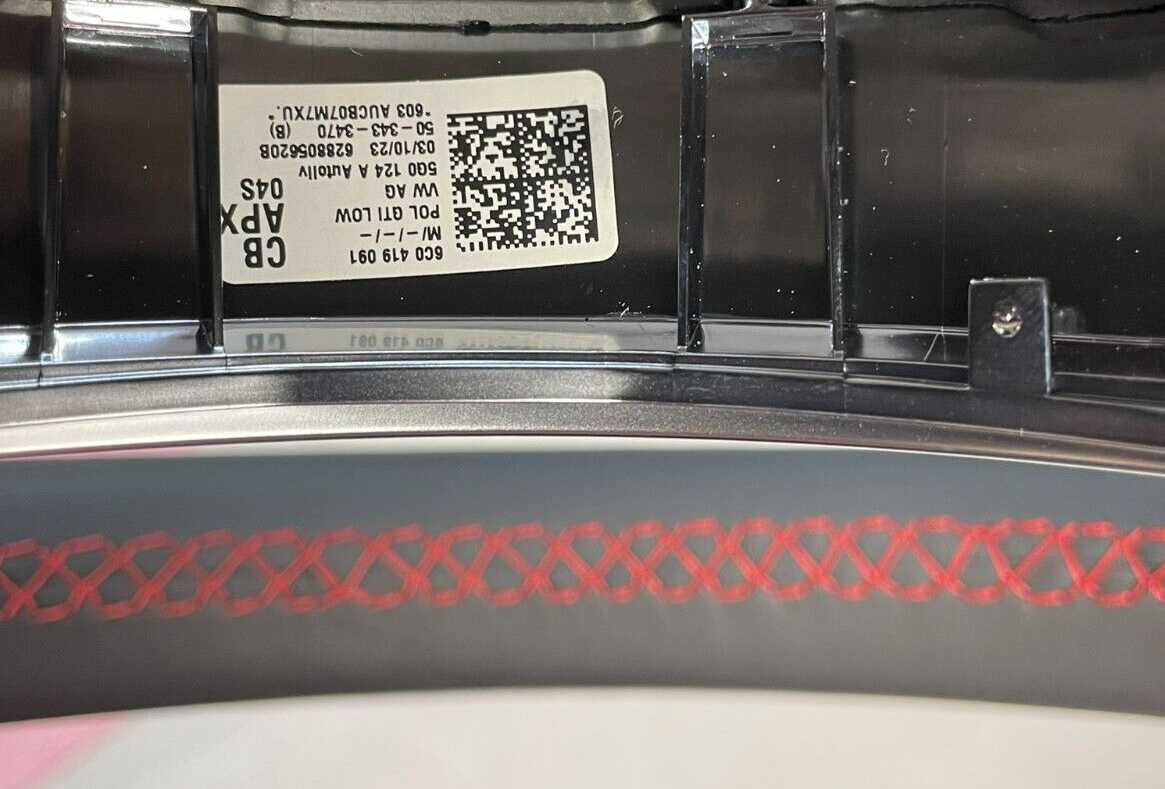 6C0 419 091
M/-/-/-/-
POL GTI LOW
VW AG
5Q0 124 A Autoliv
03/10/23 628805620B
50-343-3470 (B)
*603 AUCB07M7XU.*
CB
APX
04S